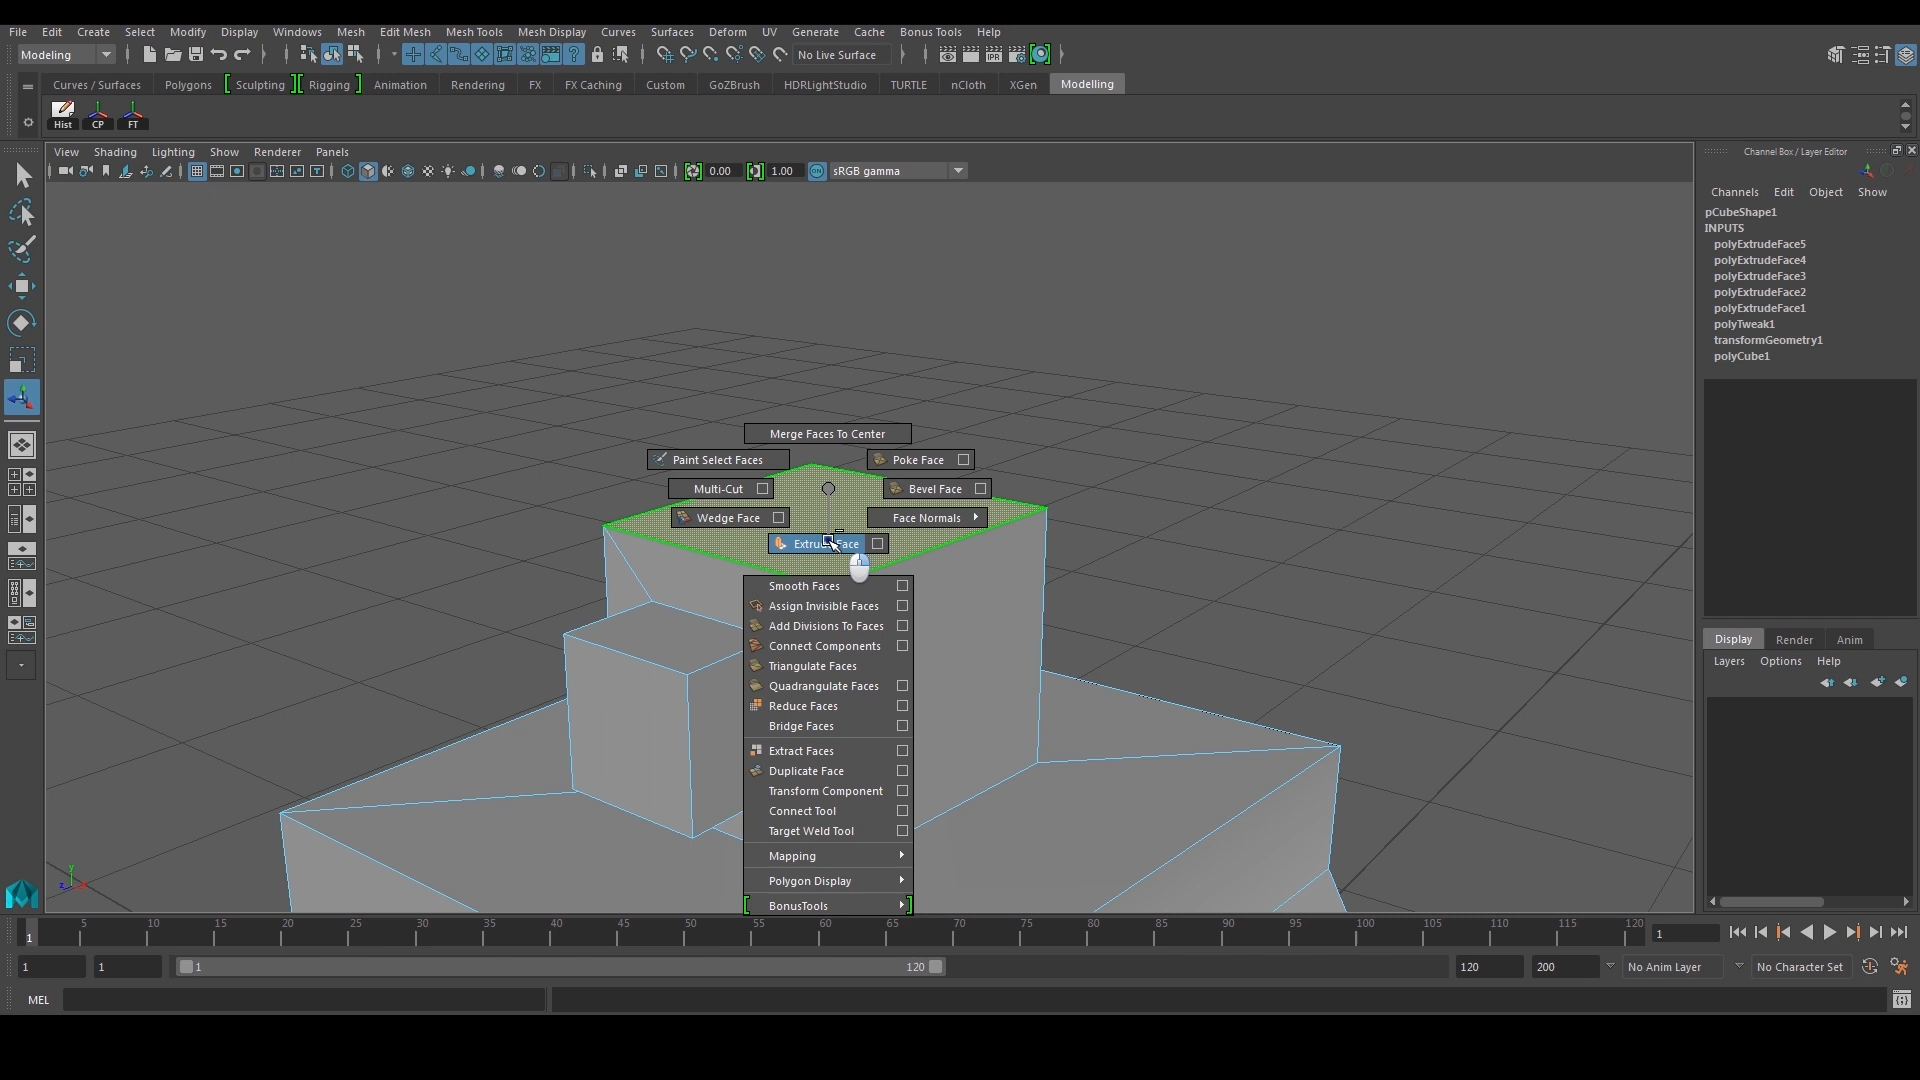 File Edit Create Select Modify Display Windows Mesh Edit Mesh Mesh Tools Mesh Display Curves Surfaces Deform UV Generate Cache Bonus Tools Help
Modeling No Live Surface
Curves / Surfaces Polygons Sculpting Rigging Animation Rendering FX FX Caching Custom GoZBrush HDRLightStudio TURTLE nCloth XGen Modelling
Hist CP FT
View Shading Lighting Show Renderer Panels
0.00 1.00 sRGB gamma
Channel Box / Layer Editor
Channels Edit Object Show
pCubeShape1
INPUTS
polyExtrudeFace5
polyExtrudeFace4
polyExtrudeFace3
polyExtrudeFace2
polyExtrudeFace1
polyTweak1
transformGeometry1
polyCube1
Merge Faces To Center
Paint Select Faces Poke Face
Multi-Cut Bevel Face
Wedge Face Face Normals
Extrude Face
Smooth Faces
Assign Invisible Faces
Add Divisions To Faces
Connect Components
Triangulate Faces
Quadrangulate Faces
Reduce Faces
Bridge Faces
Extract Faces
Duplicate Face
Transform Component
Connect Tool
Target Weld Tool
Mapping
Polygon Display
BonusTools
Display Render Anim
Layers Options Help
y
z
1 5 10 15 20 25 30 35 40 45 50 55 60 65 70 75 80 85 90 95 100 105 110 115 120 1
1 1 1 120 120 200 No Anim Layer No Character Set
MEL